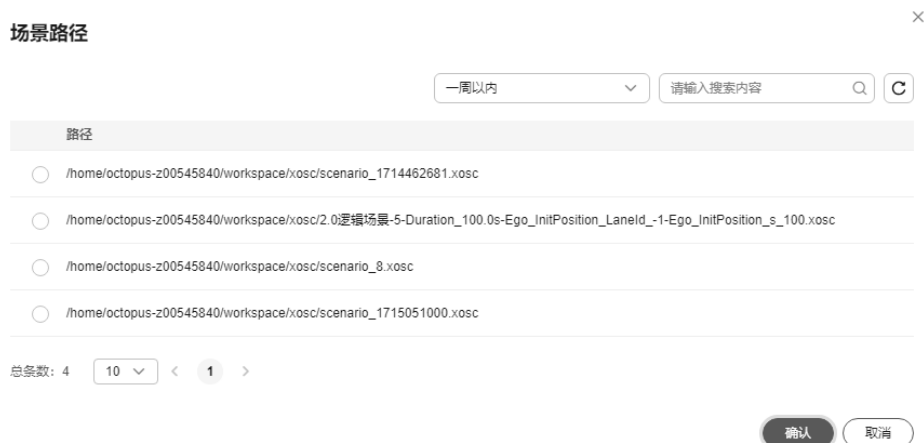 场景路径
一周以内
请输入搜索内容
路径
/home/octopus-z00545840/workspace/xosc/scenario_1714462681.xosc
/home/octopus-z00545840/workspace/xosc/2.0逻辑场景-5-Duration_100.0s-Ego_InitPosition_LaneId_-1-Ego_InitPosition_s_100.xosc
/home/octopus-z00545840/workspace/xosc/scenario_8.xosc
/home/octopus-z00545840/workspace/xosc/scenario_1715051000.xosc
总条数: 4 10 1
确认 取消